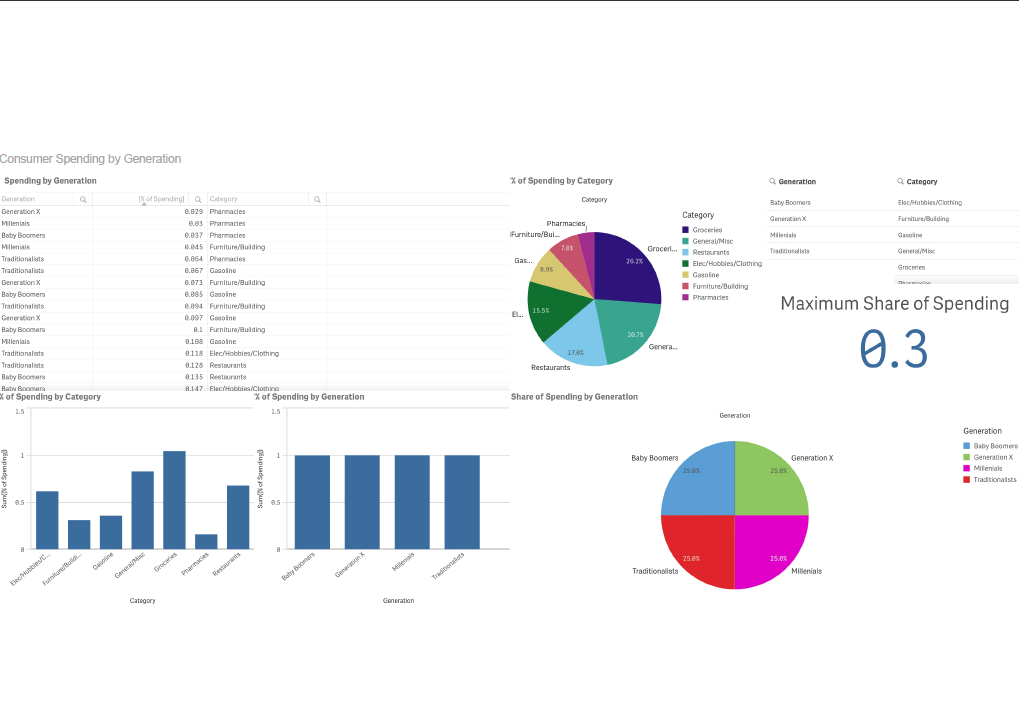 Consumer Spending by Generation
Spending by Generation
Generation [% of Spending] Category
Generation X 0.029 Pharmacies
Millenials 0.03 Pharmacies
Baby Boomers 0.037 Pharmacies
Millenials 0.045 Furniture/Building
Traditionalists 0.064 Pharmacies
Traditionalists 0.067 Gasoline
Generation X 0.073 Furniture/Building
Baby Boomers 0.085 Gasoline
Traditionalists 0.094 Furniture/Building
Generation X 0.097 Gasoline
Baby Boomers 0.1 Furniture/Building
Millenials 0.108 Gasoline
Traditionalists 0.118 Elec/Hobbies/Clothing
Traditionalists 0.128 Restaurants
Baby Boomers 0.135 Restaurants
Baby Boomers 0.147 Elec/Hobbies/Clothing
% of Spending by Category
Category
Pharmacies
Furniture/Bui...
Gas...
El...
Restaurants
Genera...
Groceri...
26.2%
20.7%
17.0%
15.5%
8.9%
7.8%
Category
Groceries
General/Misc
Restaurants
Elec/Hobbies/Clothing
Gasoline
Furniture/Building
Pharmacies
Generation
Baby Boomers
Generation X
Millenials
Traditionalists
Category
Elec/Hobbies/Clothing
Furniture/Building
Gasoline
General/Misc
Groceries
Pharmacies
Maximum Share of Spending
0.3
% of Spending by Category
Sum([% of Spending])
1.5
1
0.5
0
Elec/Hobbies/C...
Furniture/Buildi...
Gasoline
General/Misc
Groceries
Pharmacies
Restaurants
Category
% of Spending by Generation
Sum([% of Spending])
1.5
1
0.5
0
Baby Boomers
Generation X
Millenials
Traditionalists
Generation
Share of Spending by Generation
Generation
Baby Boomers
Generation X
25.0%
25.0%
25.0%
25.0%
Traditionalists
Millenials
Generation
Baby Boomers
Generation X
Millenials
Traditionalists